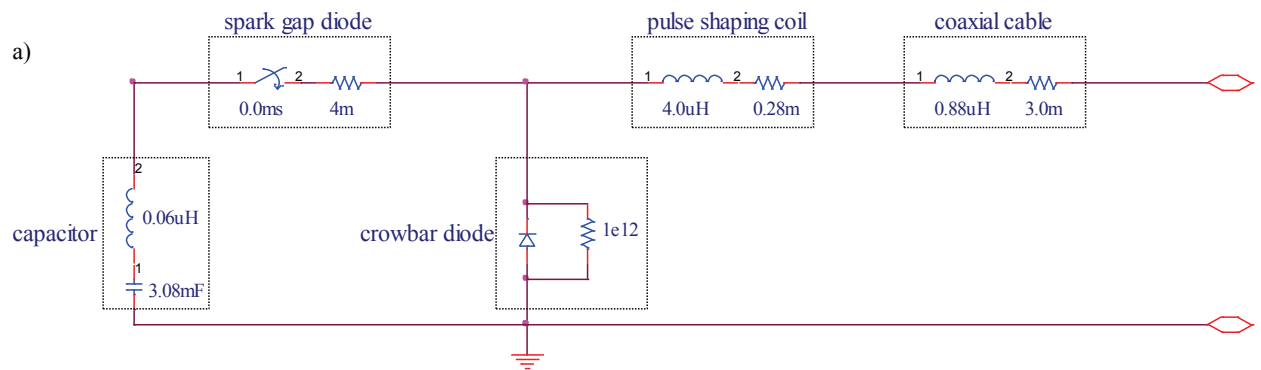 spark gap diode
pulse shaping coil
coaxial cable
a)
1
2
1
2
1
2
0.0ms
4m
4.0uH
0.28m
0.88uH
3.0m
2
0.06uH
capacitor
crowbar diode
1e12
1
3.08mF